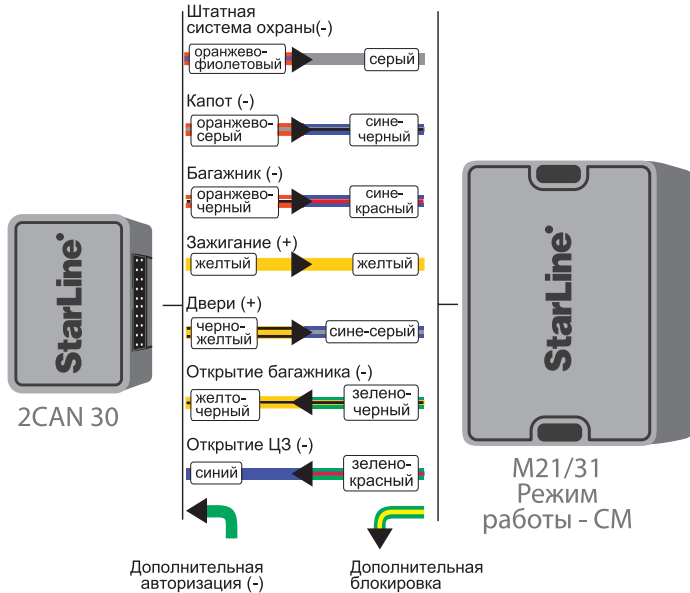 Штатная
система охраны(-)
оранжево-
фиолетовый
серый
Капот (-)
оранжево-
серый
сине-
черный
Багажник (-)
оранжево-
черный
сине-
красный
Зажигание (+)
желтый
желтый
Двери (+)
черно-
желтый
сине-серый
Открытие багажника (-)
желто-
черный
зелено-
черный
Открытие ЦЗ (-)
синий
зелено-
красный
Дополнительная
авторизация (-)
Дополнительная
блокировка
StarLine
2CAN 30
StarLine
M21/31
Режим
работы - СМ